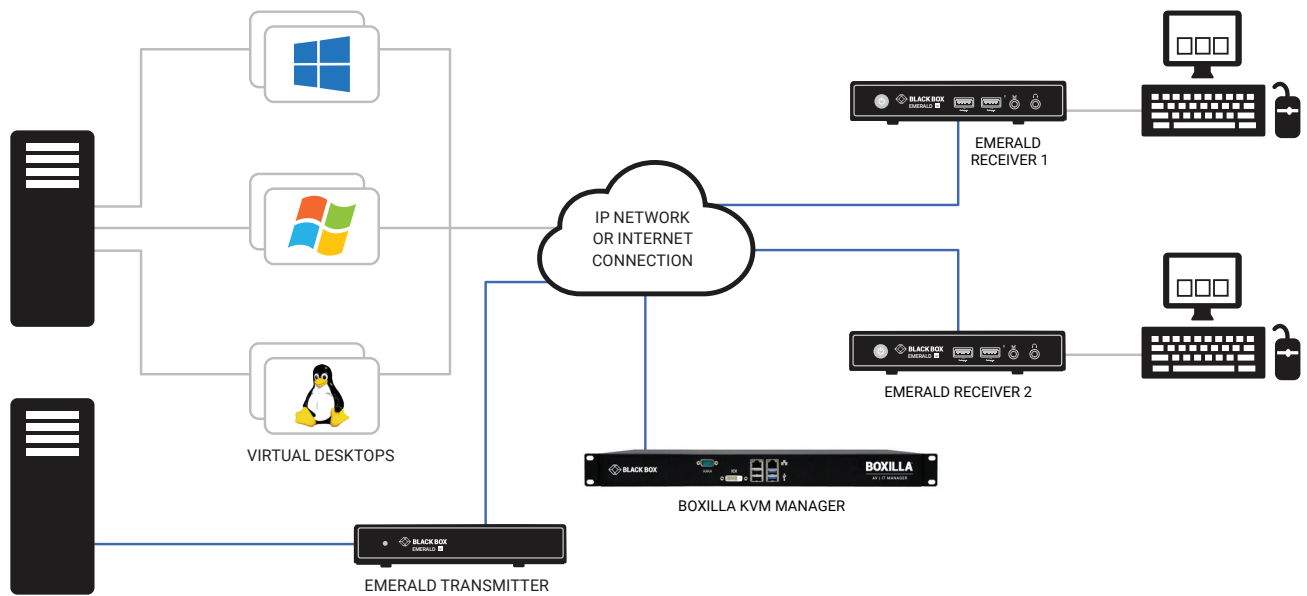 BLACK BOX
EMERALD
EMERALD
RECEIVER 1
IP NETWORK
OR INTERNET
CONNECTION
BLACK BOX
EMERALD
EMERALD RECEIVER 2
VIRTUAL DESKTOPS
BLACK BOX
BOXILLA
AV | IT MANAGER
BOXILLA KVM MANAGER
BLACK BOX
EMERALD
EMERALD TRANSMITTER